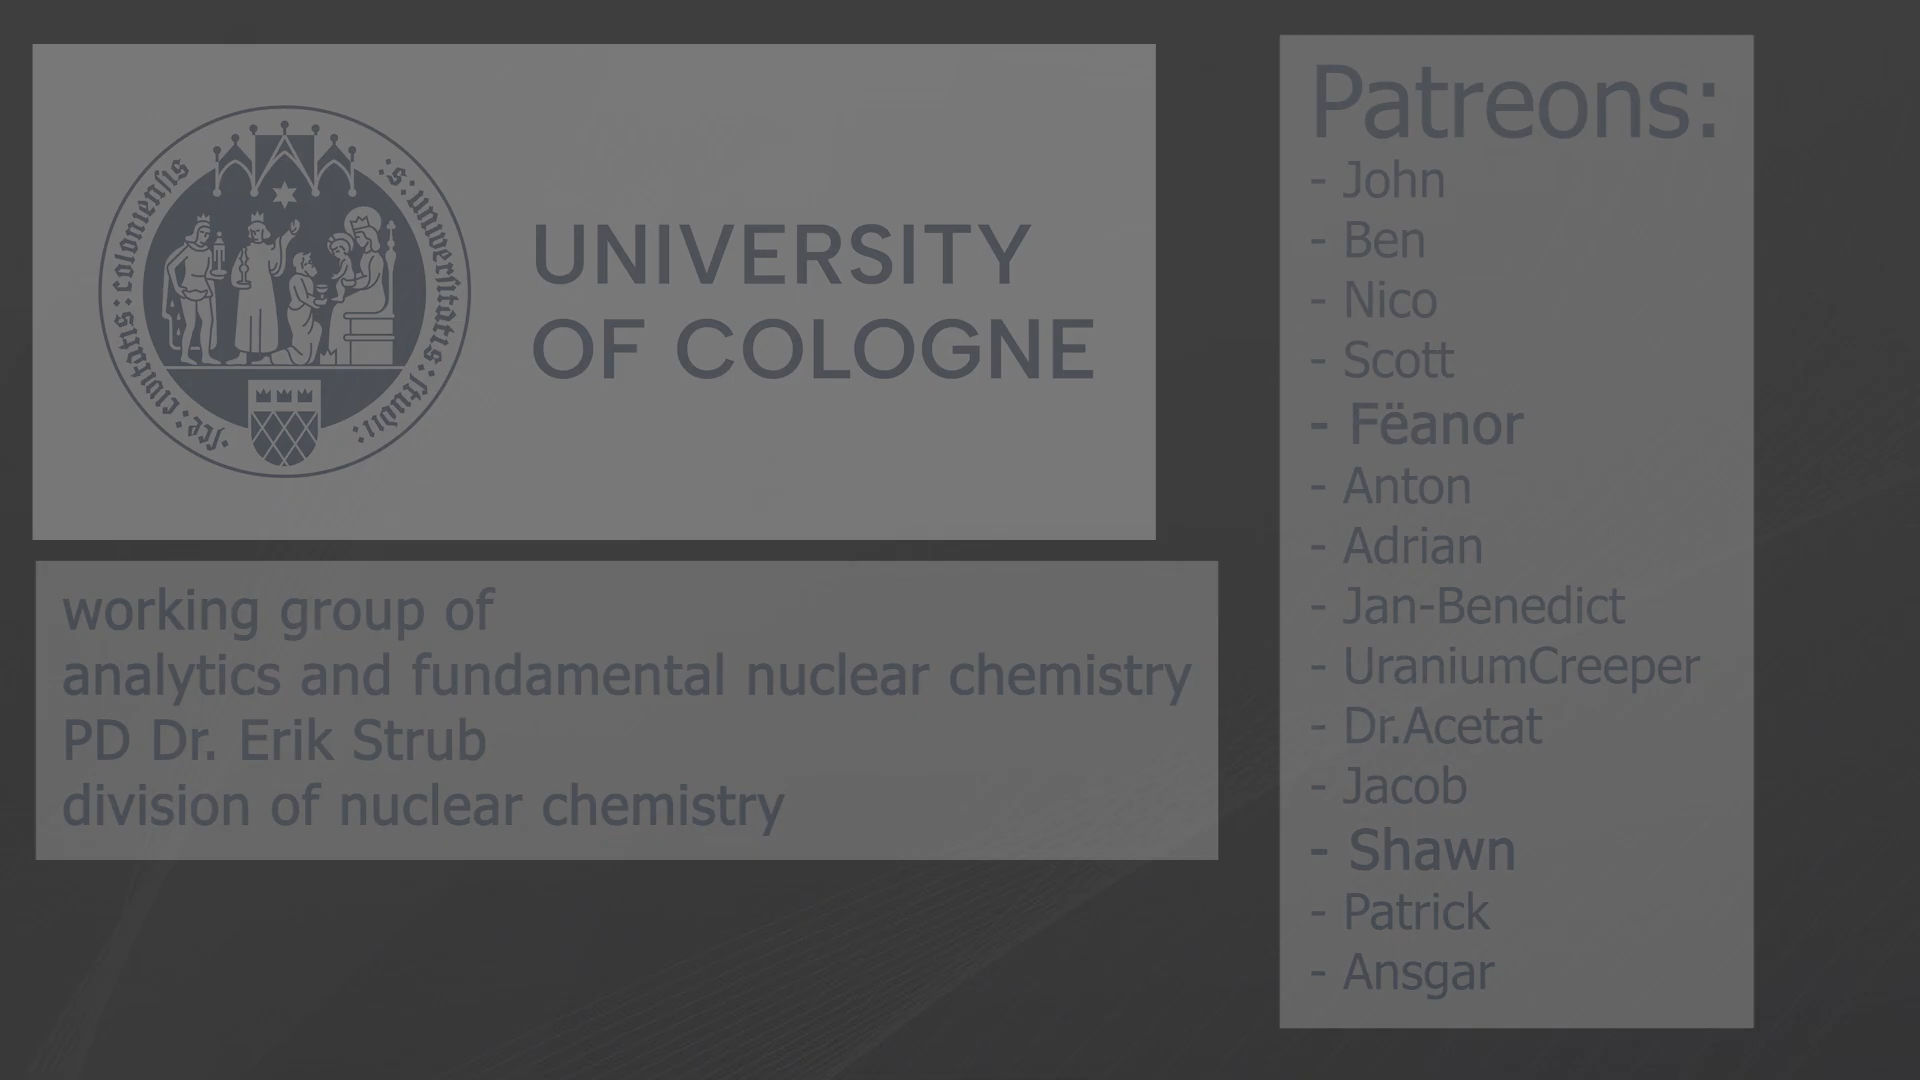 UNIVERSITY
OF COLOGNE
working group of
analytics and fundamental nuclear chemistry
PD Dr. Erik Strub
division of nuclear chemistry
Patreons:
- John
- Ben
- Nico
- Scott
- Fëanor
- Anton
- Adrian
- Jan-Benedict
- UraniumCreeper
- Dr.Acetat
- Jacob
- Shawn
- Patrick
- Ansgar